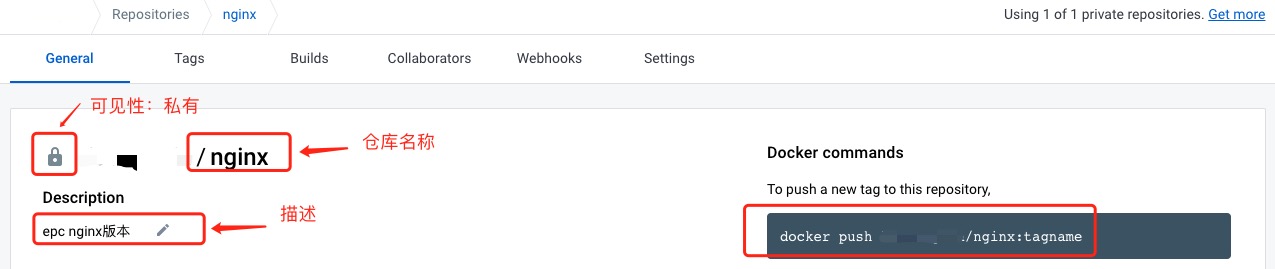 Repositories nginx Using 1 of 1 private repositories. Get more
General Tags Builds Collaborators Webhooks Settings
可见性：私有
/ nginx
仓库名称
Description
epc nginx版本
描述
Docker commands
To push a new tag to this repository,
docker push /nginx:tagname